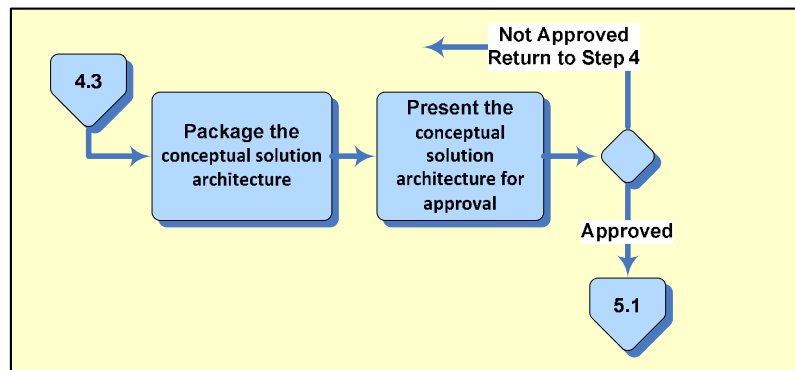 Not Approved
Return to Step 4
4.3
Package the
conceptual solution
architecture
Present the
conceptual
solution
architecture for
approval
Approved
5.1